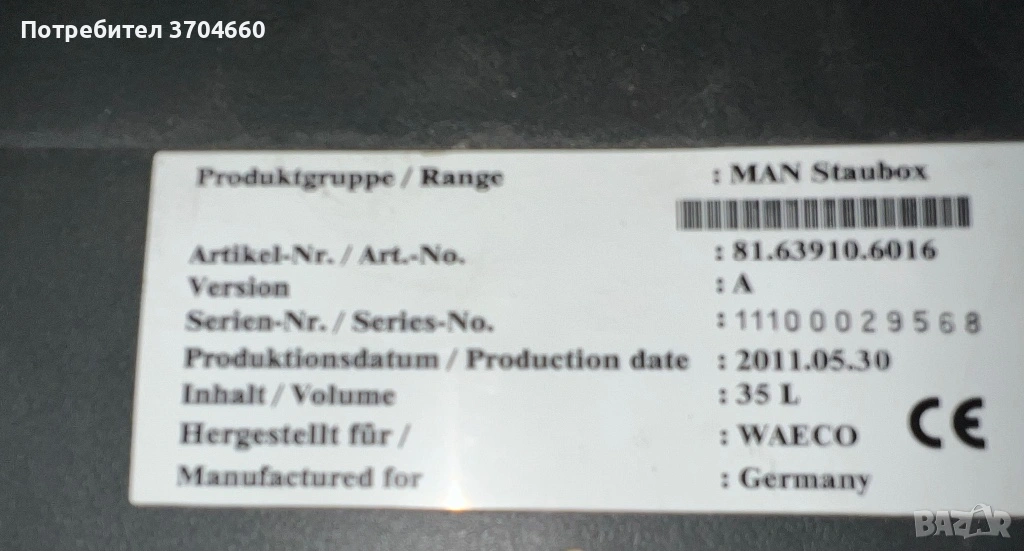 Потребител 3704660
Produktgruppe / Range : MAN Staubox
Artikel-Nr. / Art.-No. : 81.63910.6016
Version : A
Serien-Nr. / Series-No. : 11100029568
Produktionsdatum / Production date : 2011.05.30
Inhalt / Volume : 35 L
Hergestellt für / : WAECO CE
Manufactured for : Germany
BAZAR